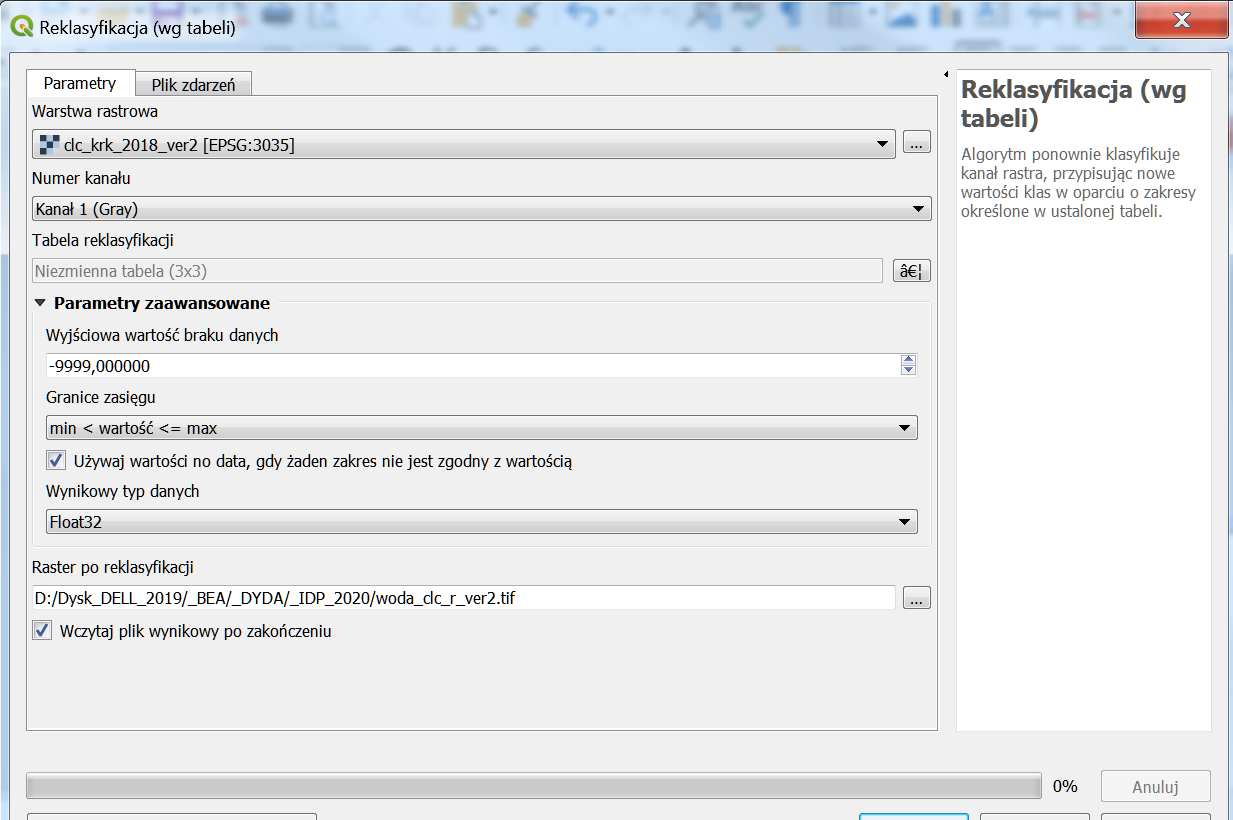 Reklasyfikacja (wg tabeli)
Parametry
Plik zdarzeń
Warstwa rastrowa
clc_krk_2018_ver2 [EPSG:3035]
...
Numer kanału
Kanał 1 (Gray)
Tabela reklasyfikacji
Niezmienna tabela (3x3)
â€¦
Parametry zaawansowane
Wyjściowa wartość braku danych
-9999,000000
Granice zasięgu
min < wartość <= max
Używaj wartości no data, gdy żaden zakres nie jest zgodny z wartością
Wynikowy typ danych
Float32
Raster po reklasyfikacji
D:/Dysk_DELL_2019/_BEA/_DYDA/_IDP_2020/woda_clc_r_ver2.tif
...
Wczytaj plik wynikowy po zakończeniu
Reklasyfikacja (wg
tabeli)
Algorytm ponownie klasyfikuje
kanał rastra, przypisując nowe
wartości klas w oparciu o zakresy
określone w ustalonej tabeli.
0%
Anuluj